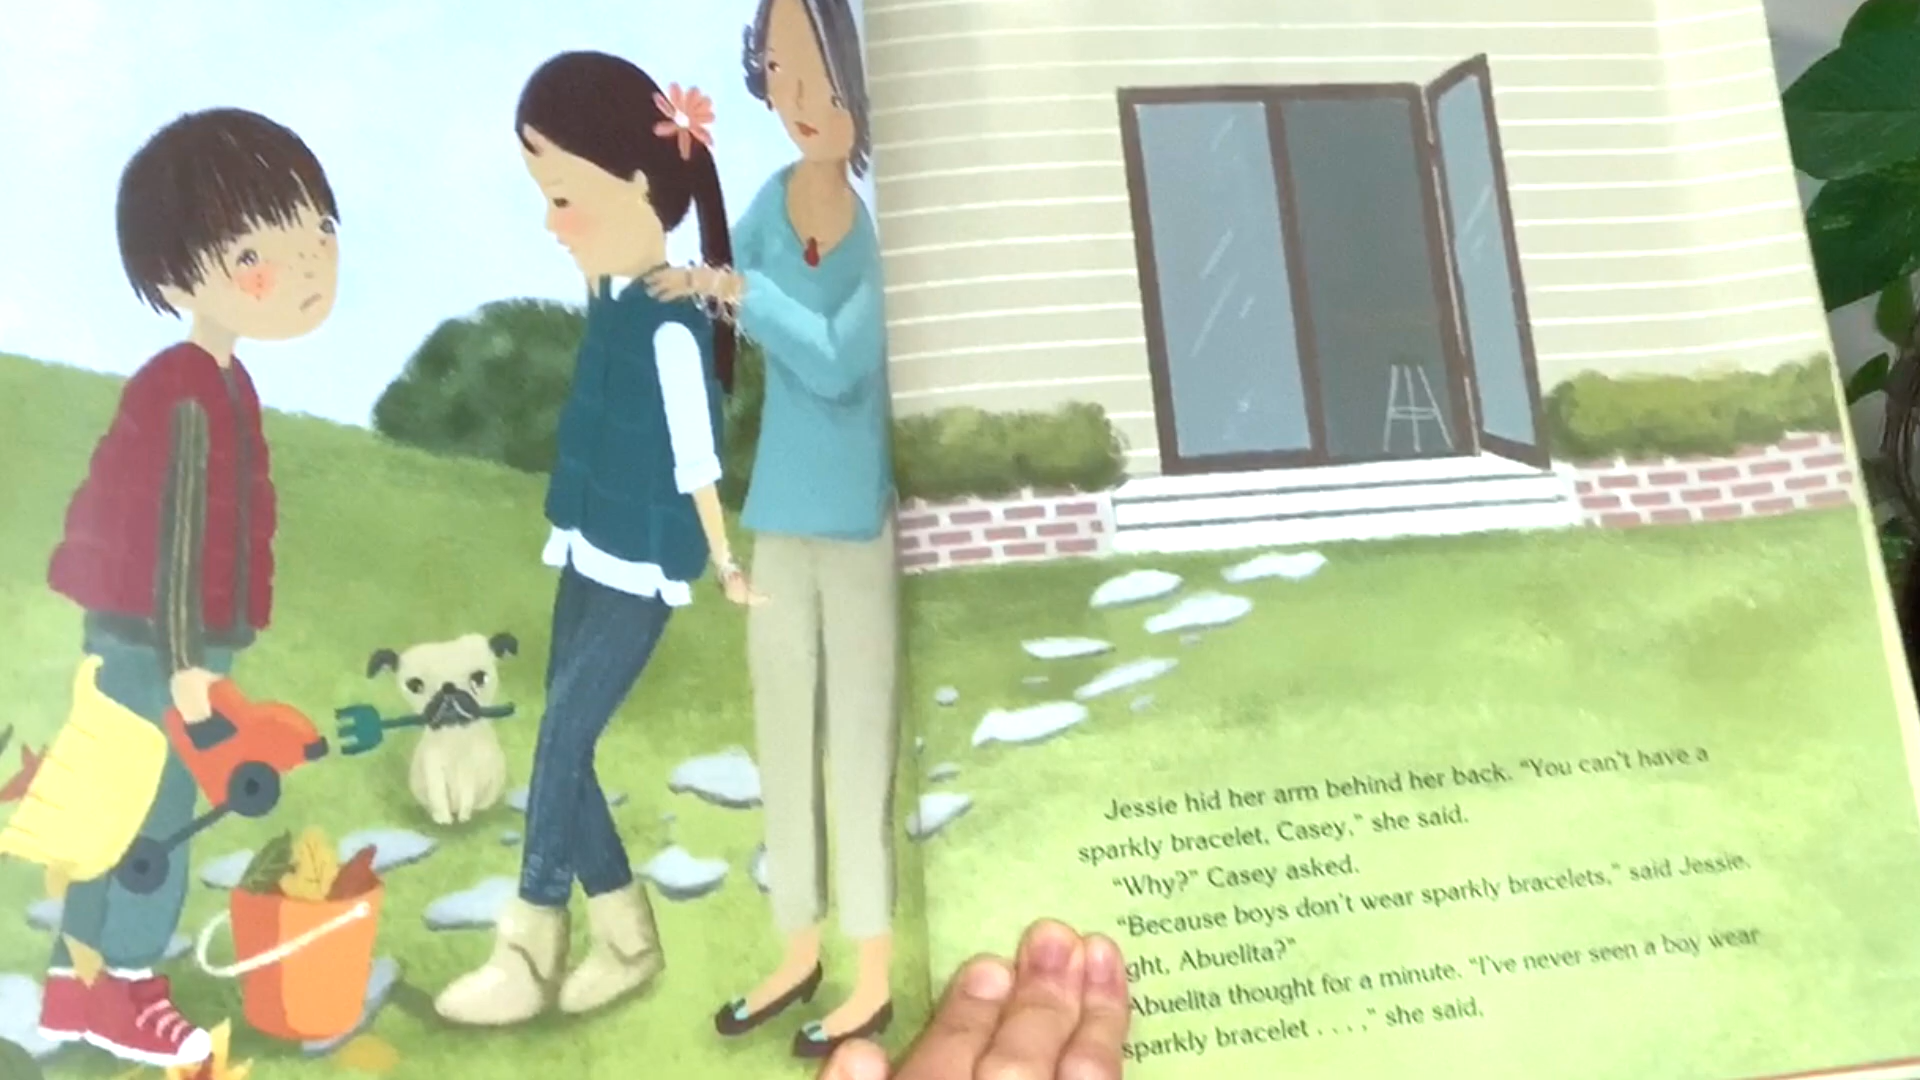 Jessie hid her arm behind her back. “You can’t have a
sparkly bracelet, Casey,” she said.
“Why?” Casey asked.
“Because boys don’t wear sparkly bracelets,” said Jessie.
ght, Abuelita?”
Abuelita thought for a minute. “I’ve never seen a boy wear
sparkly bracelet . . . ,” she said.